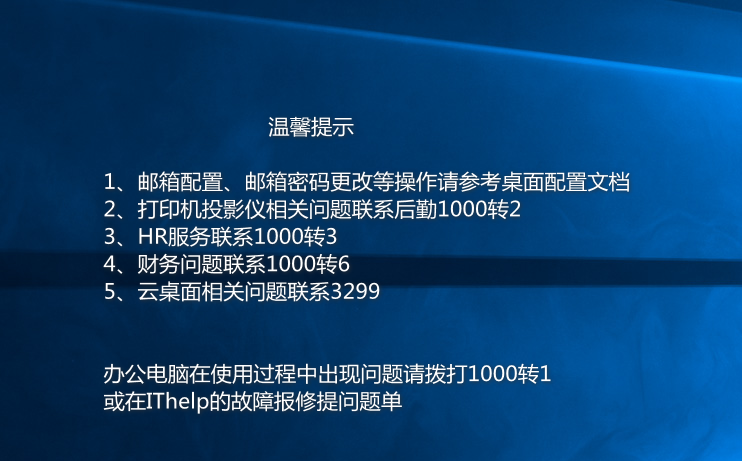 温馨提示
1、邮箱配置、邮箱密码更改等操作请参考桌面配置文档
2、打印机投影仪相关问题联系后勤1000转2
3、HR服务联系1000转3
4、财务问题联系1000转6
5、云桌面相关问题联系3299
办公电脑在使用过程中出现问题请拨打1000转1
或在IThelp的故障报修提问题单